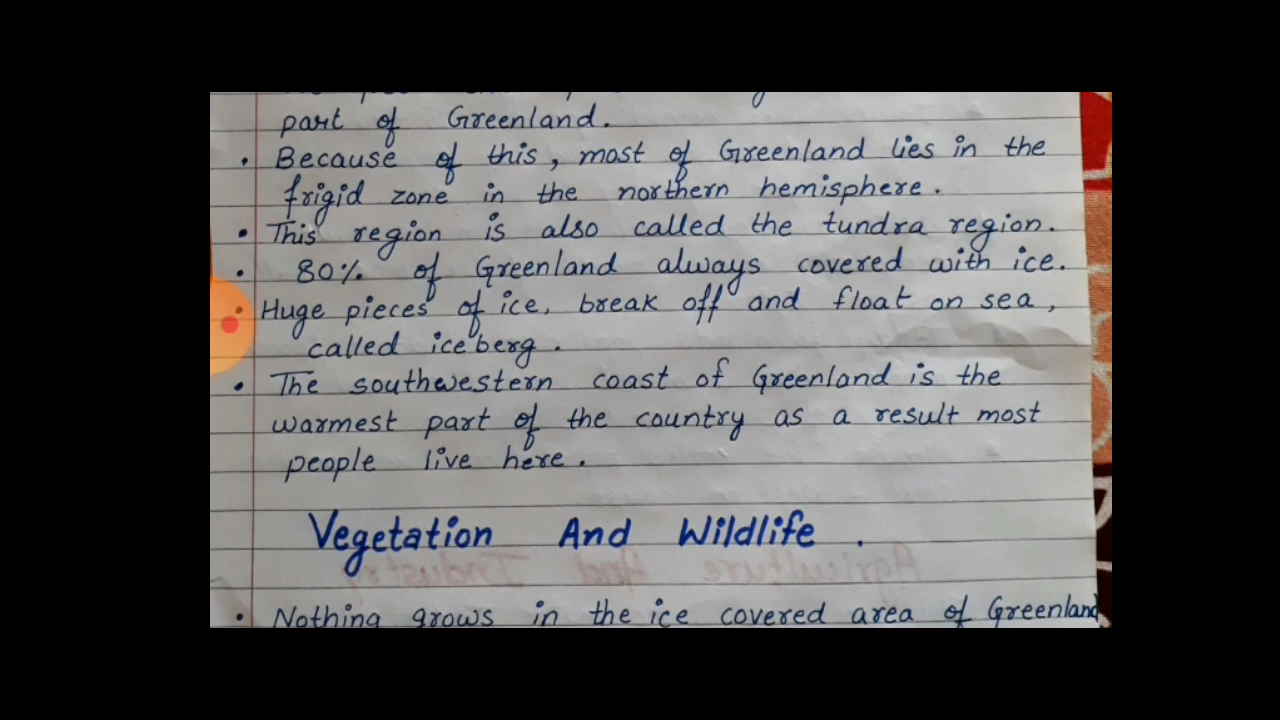 part of Greenland.
• Because of this, most of Greenland lies in the
frigid zone in the northern hemisphere.
• This region is also called the tundra region.
• 80% of Greenland always covered with ice.
• Huge pieces of ice, break off and float on sea,
called iceberg.
• The southwestern coast of Greenland is the
warmest part of the country as a result most
people live here.
Vegetation And Wildlife.
Agriculture And Industry
• Nothing grows in the ice covered area of Greenland